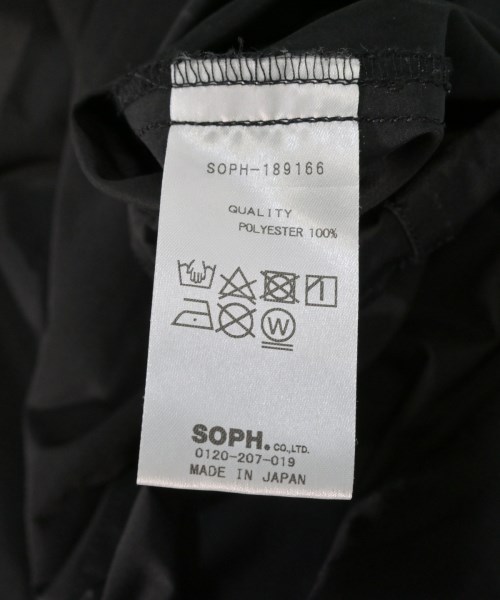 SOPH-189166
QUALITY
POLYESTER 100%
W
SOPH. CO.,LTD.
0120-207-019
MADE IN JAPAN